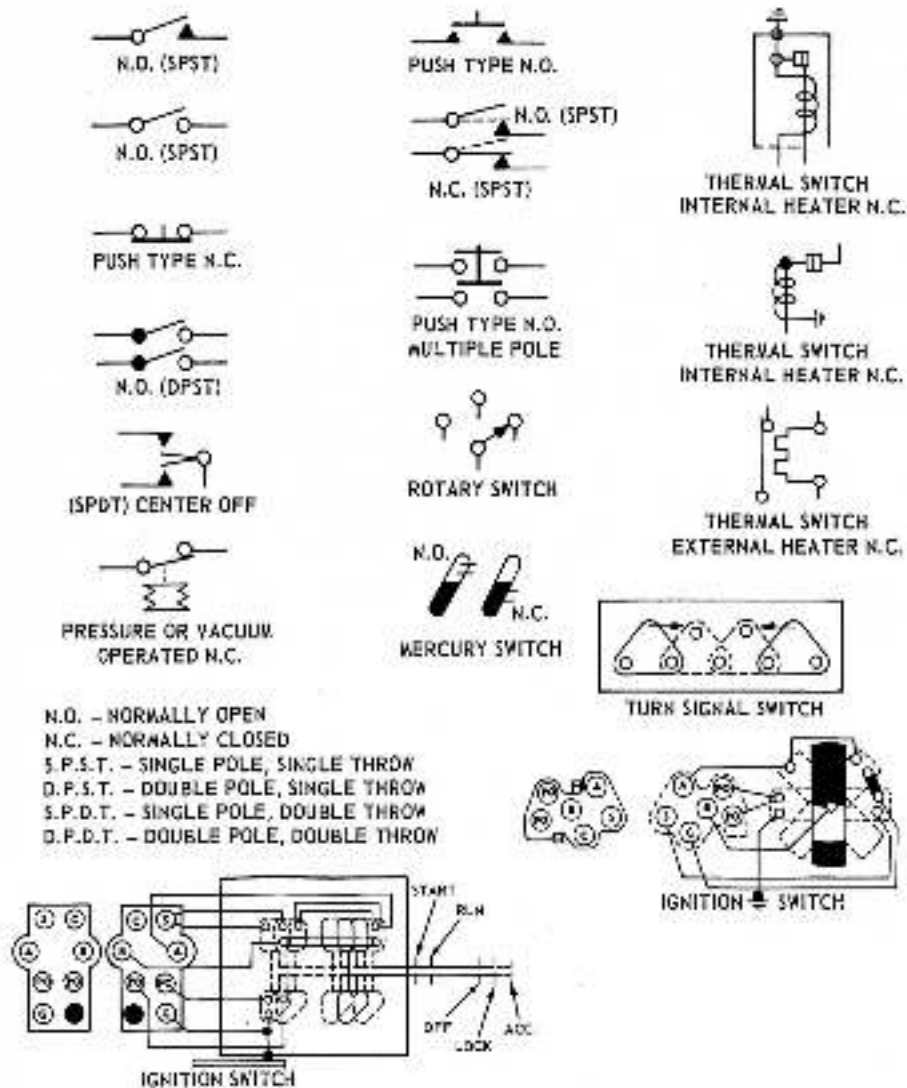 N.O. (SPST)
N.O. (SPST)
PUSH TYPE N.C.
N.O. (DPST)
(SPDT) CENTER OFF
PRESSURE OR VACUUM
OPERATED N.C.
PUSH TYPE N.O.
N.O. (SPST)
N.C. (SPST)
PUSH TYPE N.O.
MULTIPLE POLE
ROTARY SWITCH
N.O.
N.C.
MERCURY SWITCH
THERMAL SWITCH
INTERNAL HEATER N.C.
THERMAL SWITCH
INTERNAL HEATER N.C.
THERMAL SWITCH
EXTERNAL HEATER N.C.
TURN SIGNAL SWITCH
N.O. – NORMALLY OPEN
N.C. – NORMALLY CLOSED
S.P.S.T. – SINGLE POLE, SINGLE THROW
D.P.S.T. – DOUBLE POLE, SINGLE THROW
S.P.D.T. – SINGLE POLE, DOUBLE THROW
D.P.D.T. – DOUBLE POLE, DOUBLE THROW
IGNITION SWITCH
START
RUN
OFF
LOCK
ACC
IGNITION SWITCH